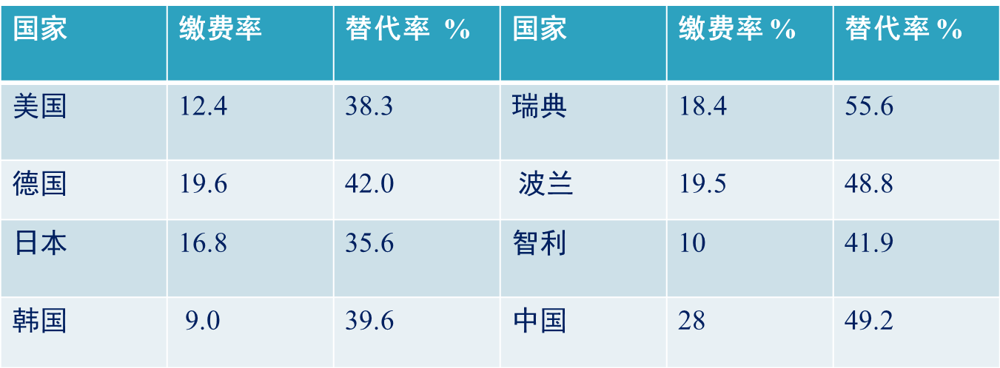 国家 缴费率 替代率 % 国家 缴费率 % 替代率 %
美国 12.4 38.3 瑞典 18.4 55.6
德国 19.6 42.0 波兰 19.5 48.8
日本 16.8 35.6 智利 10 41.9
韩国 9.0 39.6 中国 28 49.2